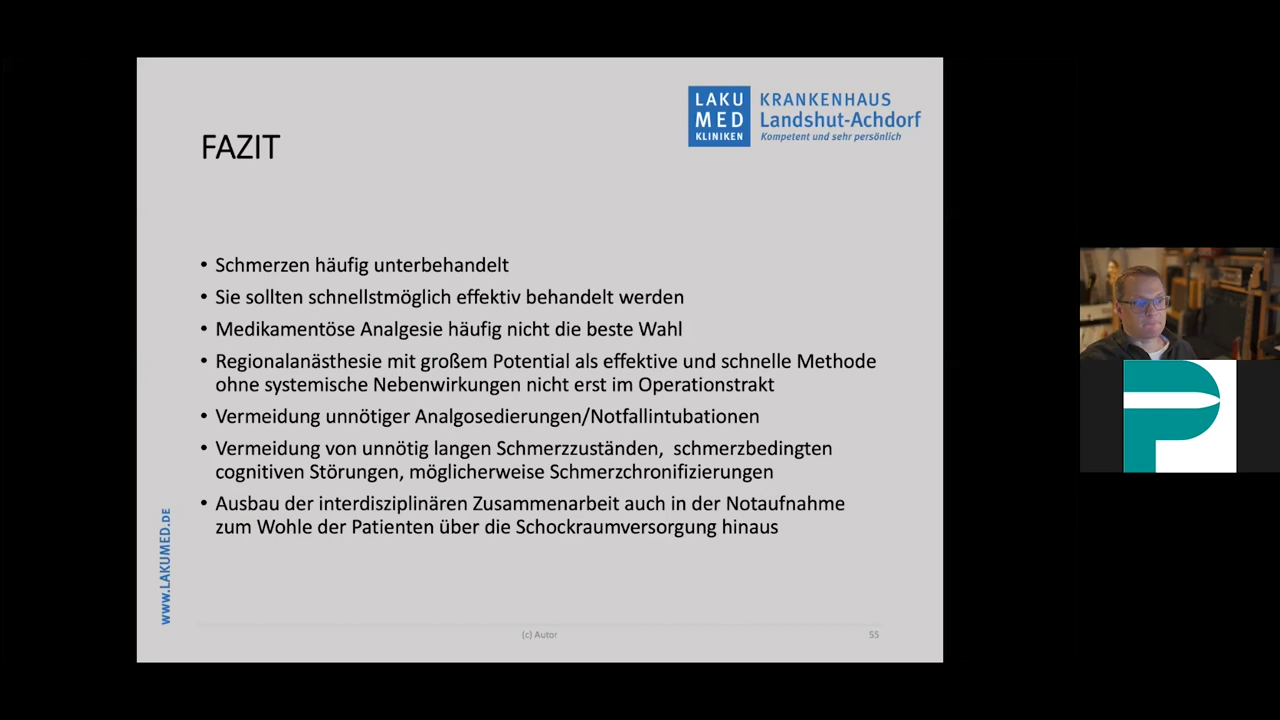 LAKU
MED
KLINIKEN
KRANKENHAUS
Landshut-Achdorf
Kompetent und sehr persönlich
FAZIT
• Schmerzen häufig unterbehandelt
• Sie sollten schnellstmöglich effektiv behandelt werden
• Medikamentöse Analgesie häufig nicht die beste Wahl
• Regionalanästhesie mit großem Potential als effektive und schnelle Methode
ohne systemische Nebenwirkungen nicht erst im Operationstrakt
• Vermeidung unnötiger Analgosedierungen/Notfallintubationen
• Vermeidung von unnötig langen Schmerzzuständen, schmerzbedingten
cognitiven Störungen, möglicherweise Schmerzchronifizierungen
• Ausbau der interdisziplinären Zusammenarbeit auch in der Notaufnahme
zum Wohle der Patienten über die Schockraumversorgung hinaus
www.LAKUMED.DE
(c) Autor
55
P